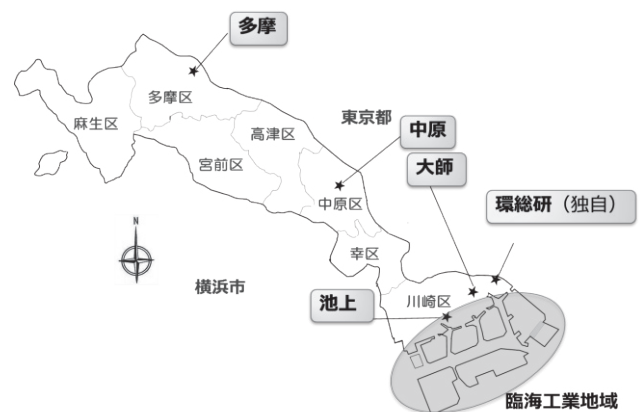 多摩
多摩区
麻生区
高津区
東京都
中原
宮前区
大師
中原区
環総研（独自）
N
幸区
横浜市
池上
川崎区
臨海工業地域